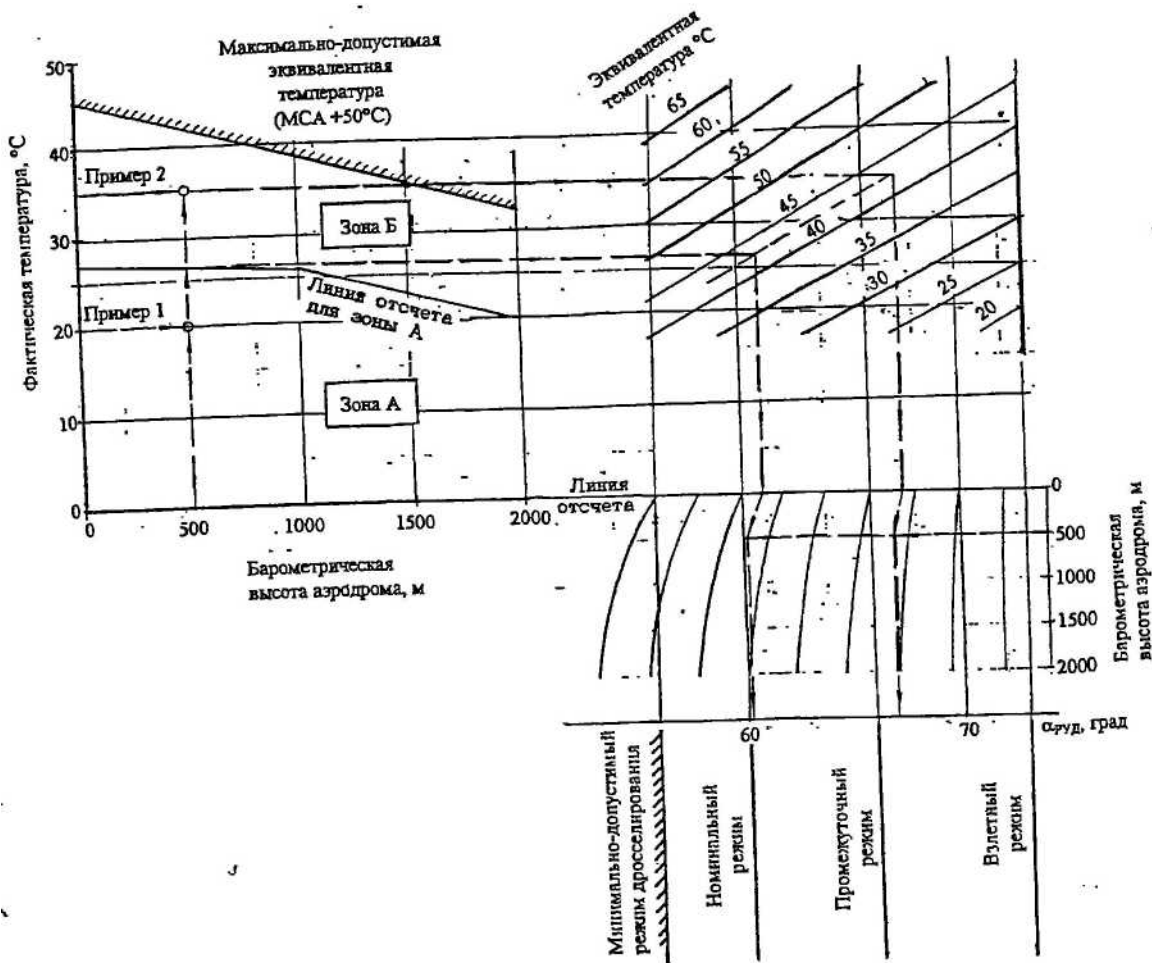 Максимально-допустимая
эквивалентная
температура
(МСА +50°С)
Эквивалентная
температура °С
Фактическая температура, °С
50
40
30
20
10
0
Пример 2
Пример 1
Зона Б
Линия отсчета
для зоны А
Зона А
65
60
55
50
45
40
35
30
25
20
0
500
1000
1500
2000
Барометрическая
высота аэродрома, м
Линия
отсчета
0
500
1000
1500
2000
Барометрическая
высота аэродрома, м
60
70
αРУД, град
Минимально-допустимый
режим дросселирования
Номинальный
режим
Промежуточный
режим
Взлетный
режим